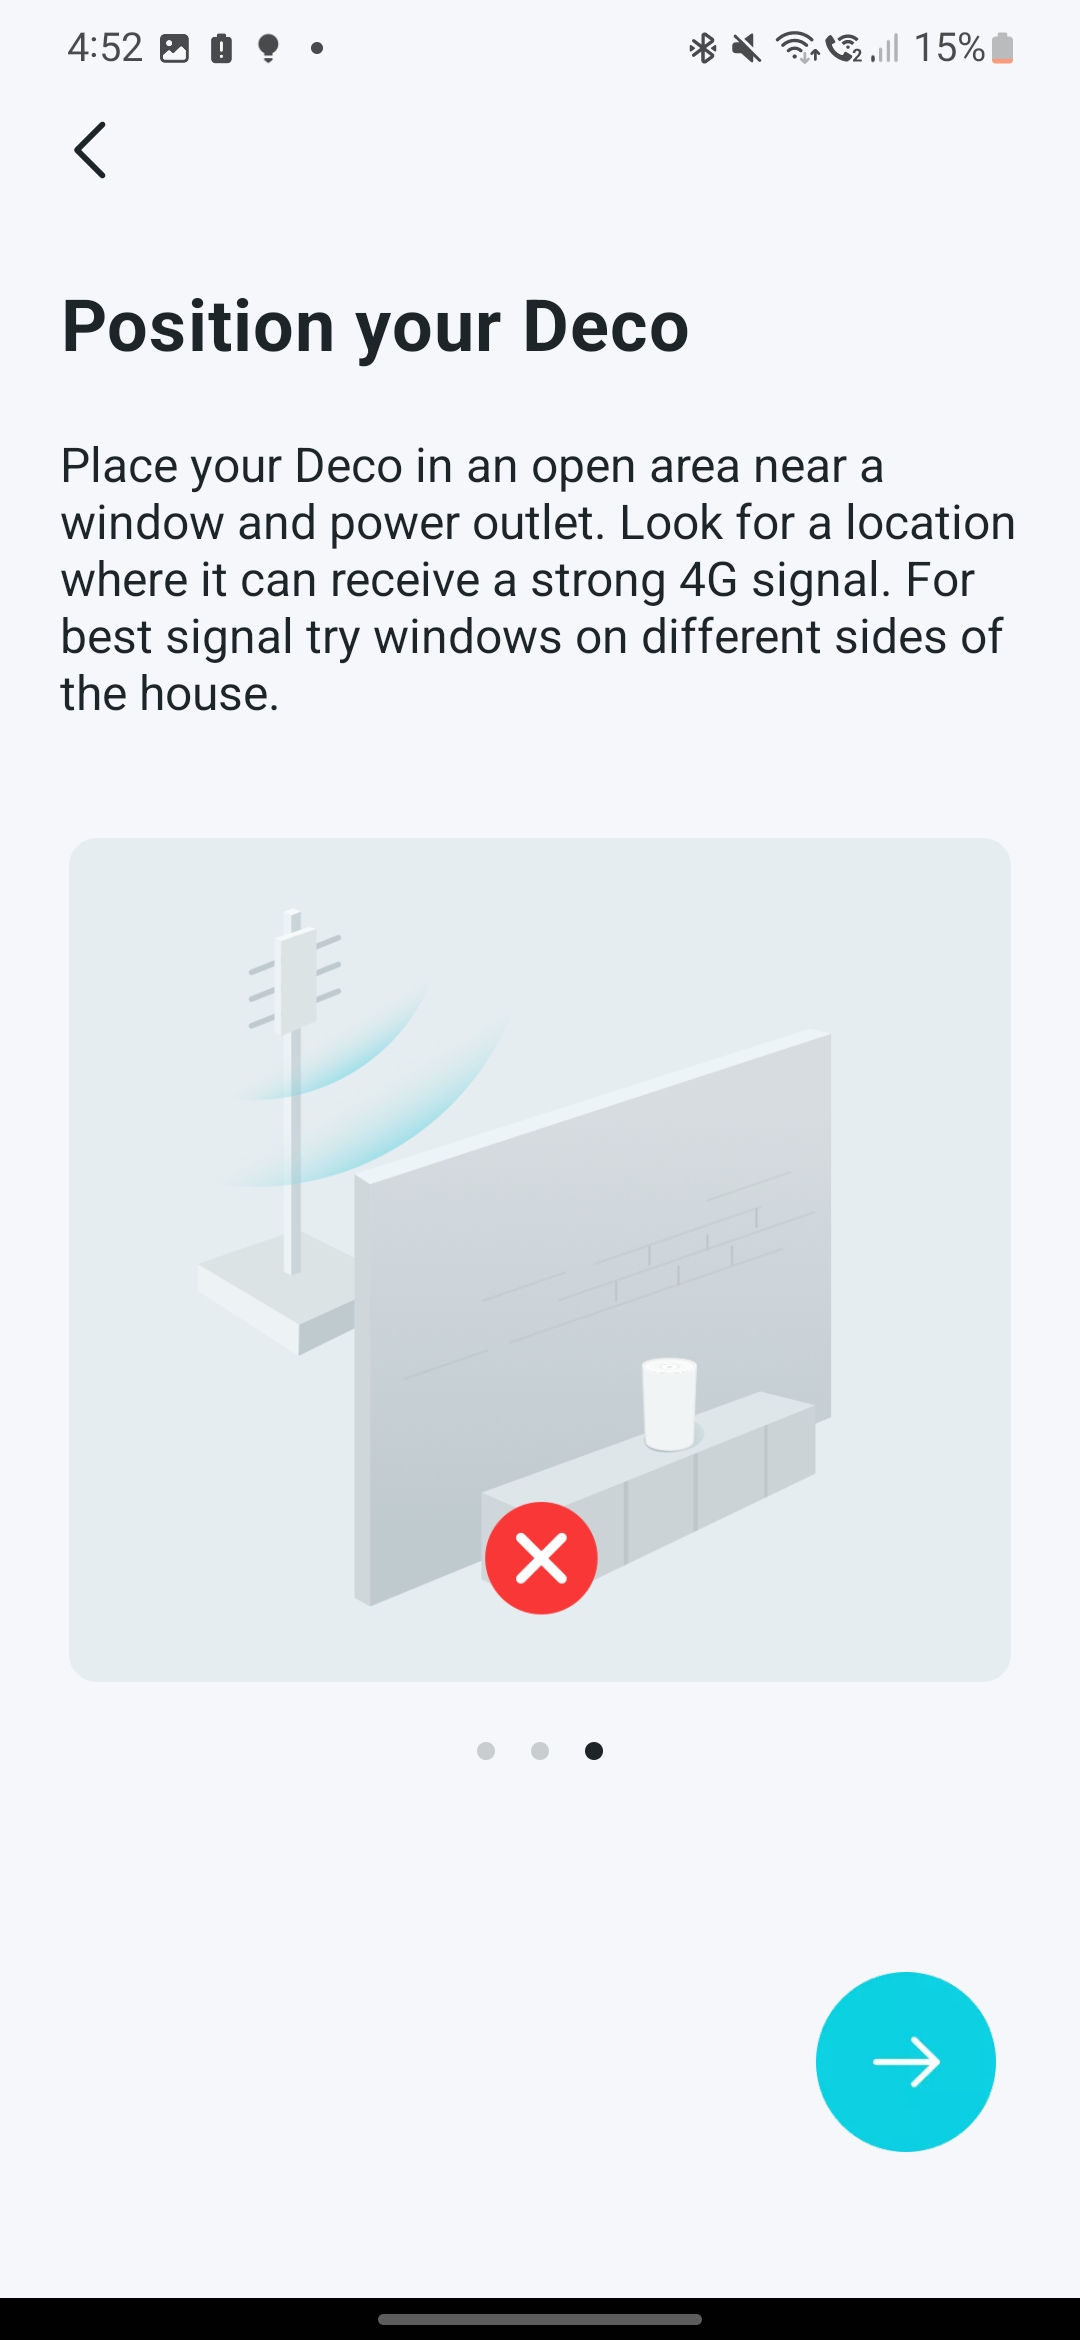 4:52
2
15%
Position your Deco
Place your Deco in an open area near a
window and power outlet. Look for a location
where it can receive a strong 4G signal. For
best signal try windows on different sides of
the house.